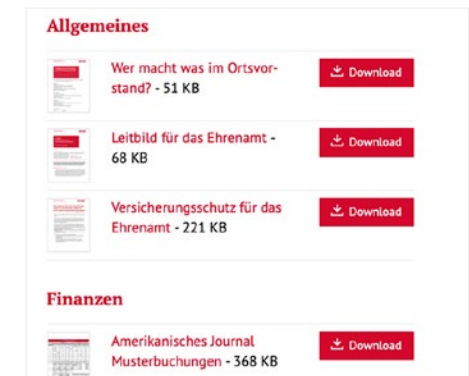 Allgemeines
Wer macht was im Ortsvor-
stand? - 51 KB
Download
Leitbild für das Ehrenamt -
68 KB
Download
Versicherungsschutz für das
Ehrenamt - 221 KB
Download
Finanzen
Amerikanisches Journal
Musterbuchungen - 368 KB
Download